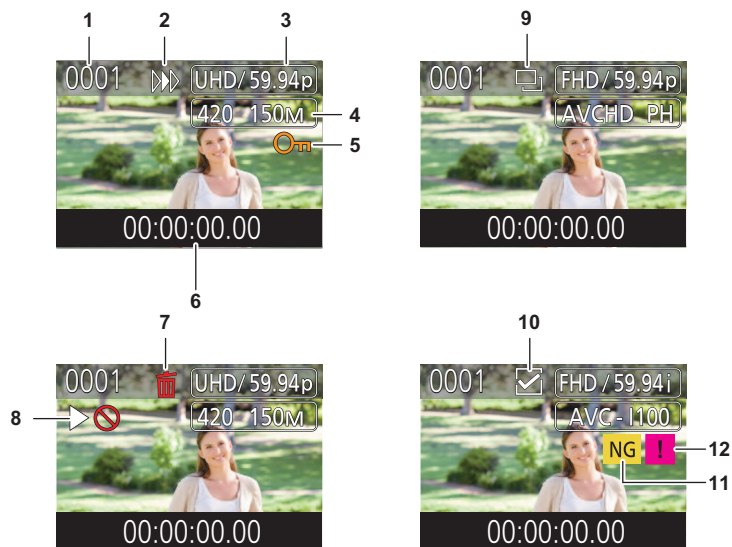 1 2 3
0001 UHD/59.94p
420 150M 4
5
00:00:00.00
6
9
0001 FHD/59.94p
AVCHD PH
00:00:00.00
7
0001 UHD/59.94p
8 420 150M
00:00:00.00
10
0001 FHD/59.94i
AVC-I100
NG ! 12
11
00:00:00.00